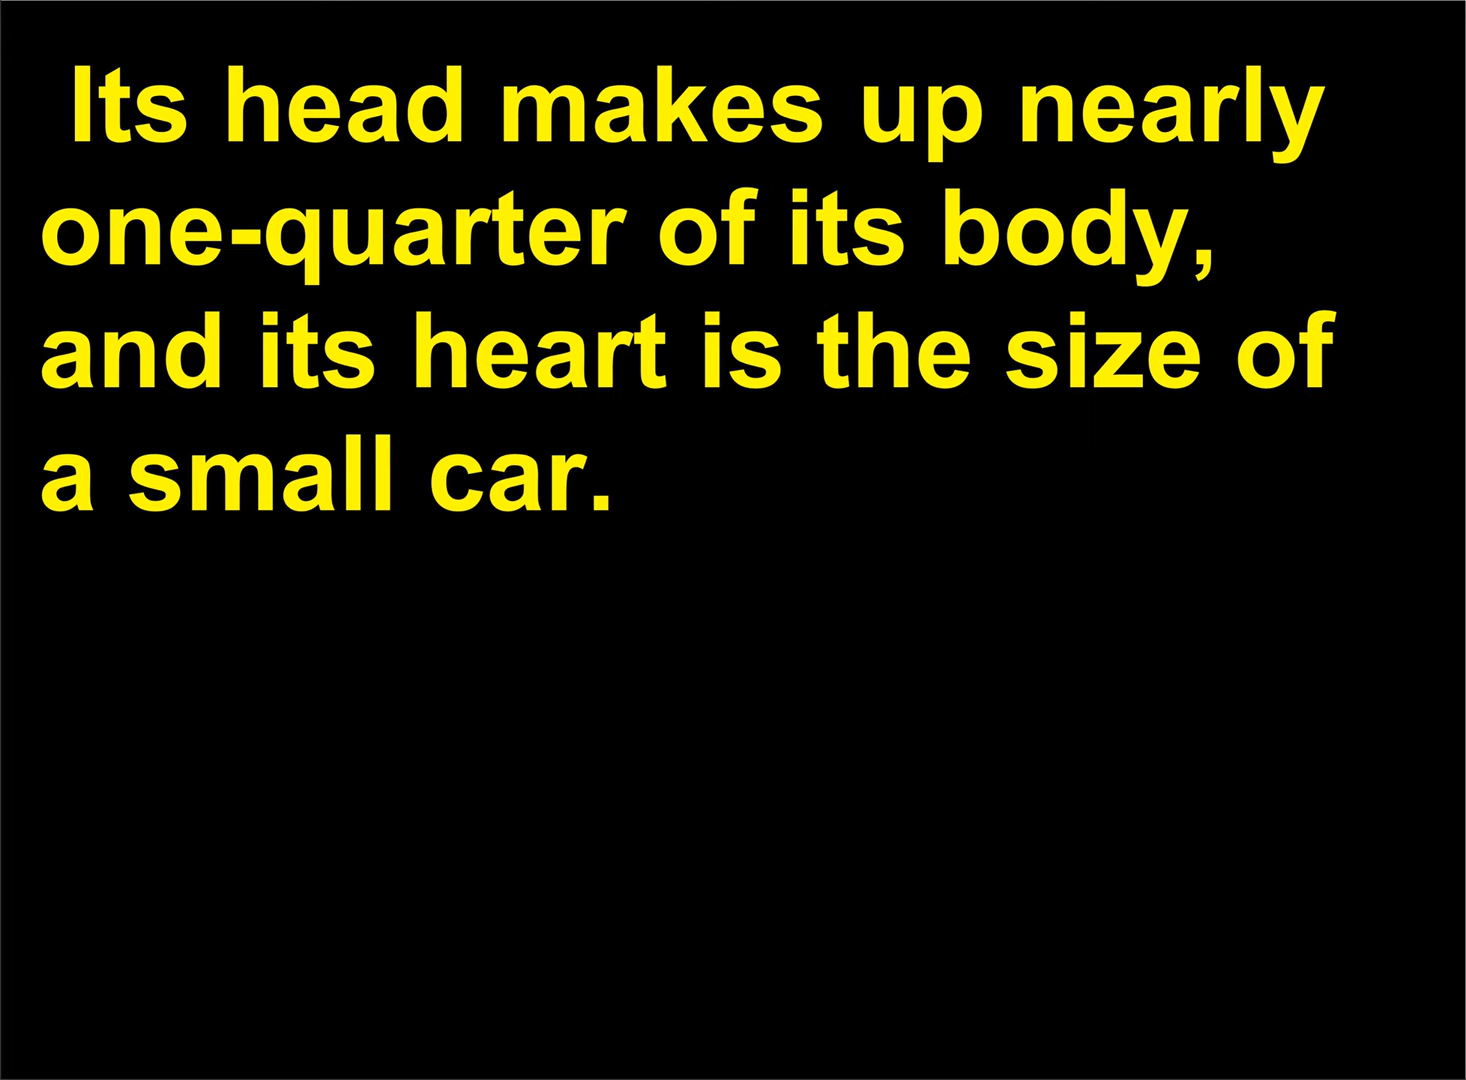 Its head makes up nearly
one-quarter of its body,
and its heart is the size of
a small car.